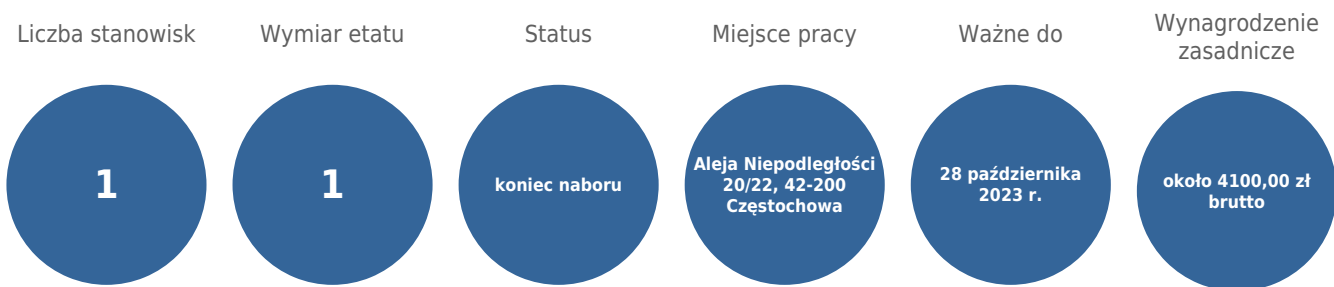 Liczba stanowisk
1
Wymiar etatu
1
Status
koniec naboru
Miejsce pracy
Aleja Niepodległości
20/22, 42-200
Częstochowa
Ważne do
28 października
2023 r.
Wynagrodzenie
zasadnicze
około 4100,00 zł
brutto